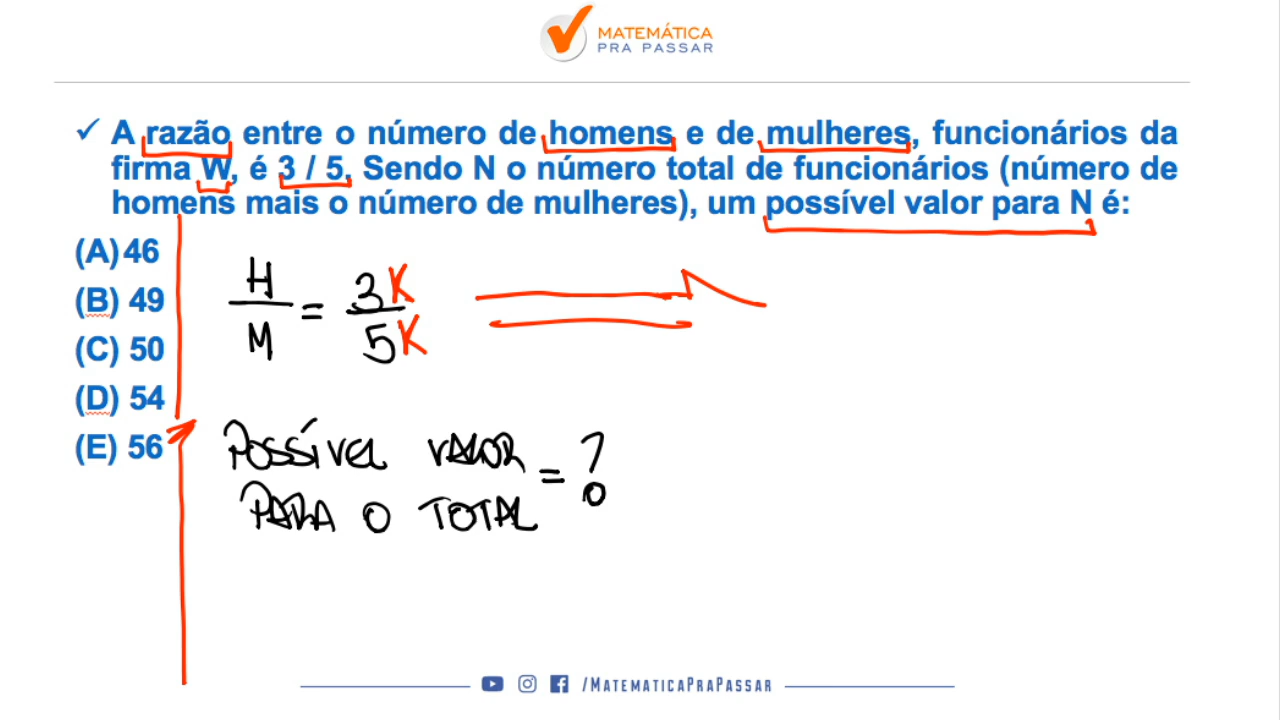 MATEMÁTICA
PRA PASSAR
✓ A razão entre o número de homens e de mulheres, funcionários da
firma W, é 3 / 5. Sendo N o número total de funcionários (número de
homens mais o número de mulheres), um possível valor para N é:
(A) 46
(B) 49
(C) 50
(D) 54
(E) 56
H/M = 3K/5K
POSSÍVEL VALOR
PARA O TOTAL = ?
/MATEMATICAPRAPASSAR